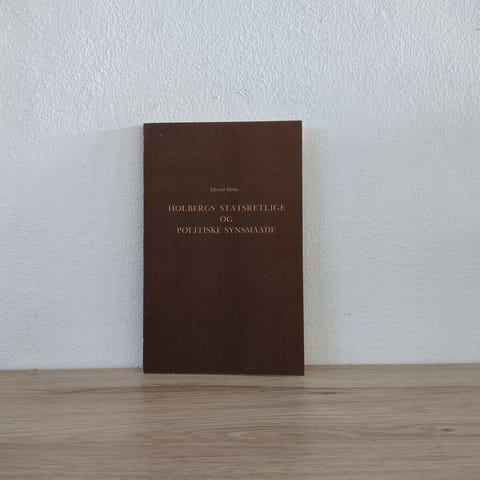 Edvard Holm
HOLBERGS STATSRETLIGE
OG
POLITISKE SYNSMAADE